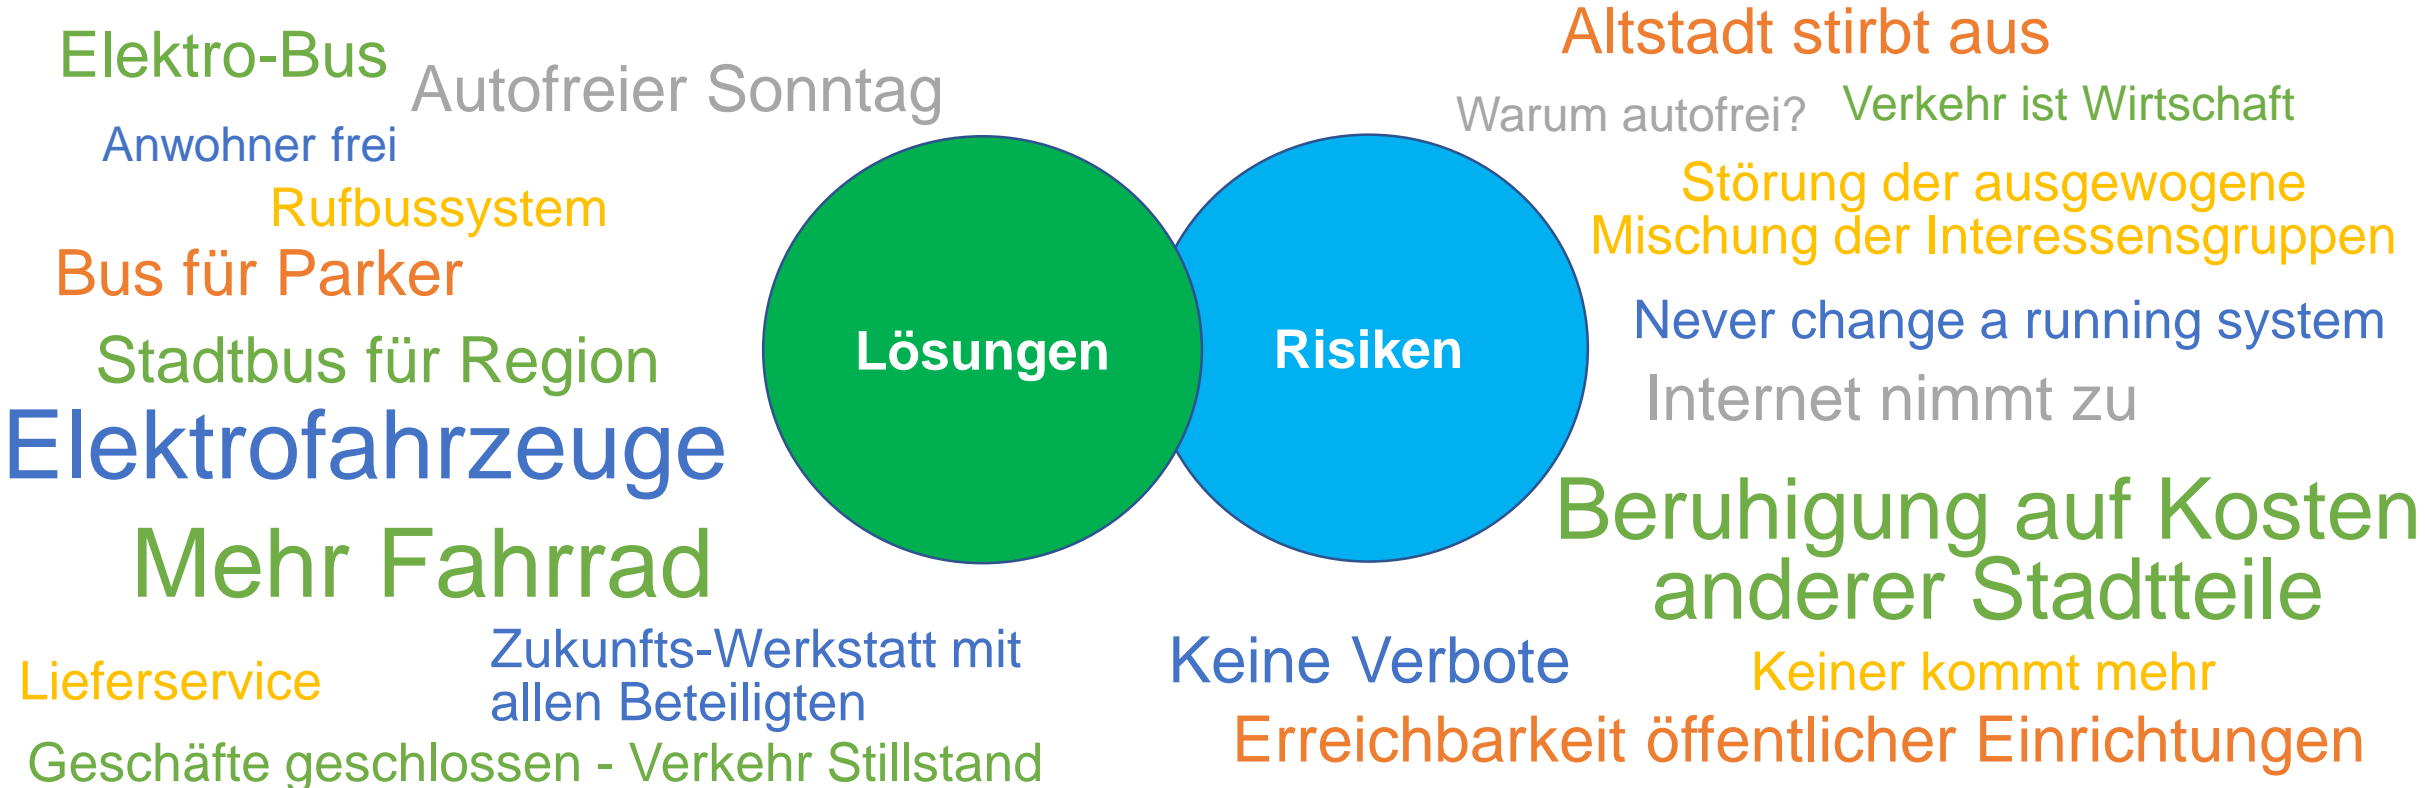 Elektro-Bus
Autofreier Sonntag
Anwohner frei
Rufbussystem
Bus für Parker
Stadtbus für Region
Elektrofahrzeuge
Mehr Fahrrad
Lieferservice
Zukunfts-Werkstatt mit
allen Beteiligten
Geschäfte geschlossen - Verkehr Stillstand
Lösungen
Risiken
Altstadt stirbt aus
Warum autofrei?
Verkehr ist Wirtschaft
Störung der ausgewogene
Mischung der Interessensgruppen
Never change a running system
Internet nimmt zu
Beruhigung auf Kosten
anderer Stadtteile
Keine Verbote
Keiner kommt mehr
Erreichbarkeit öffentlicher Einrichtungen